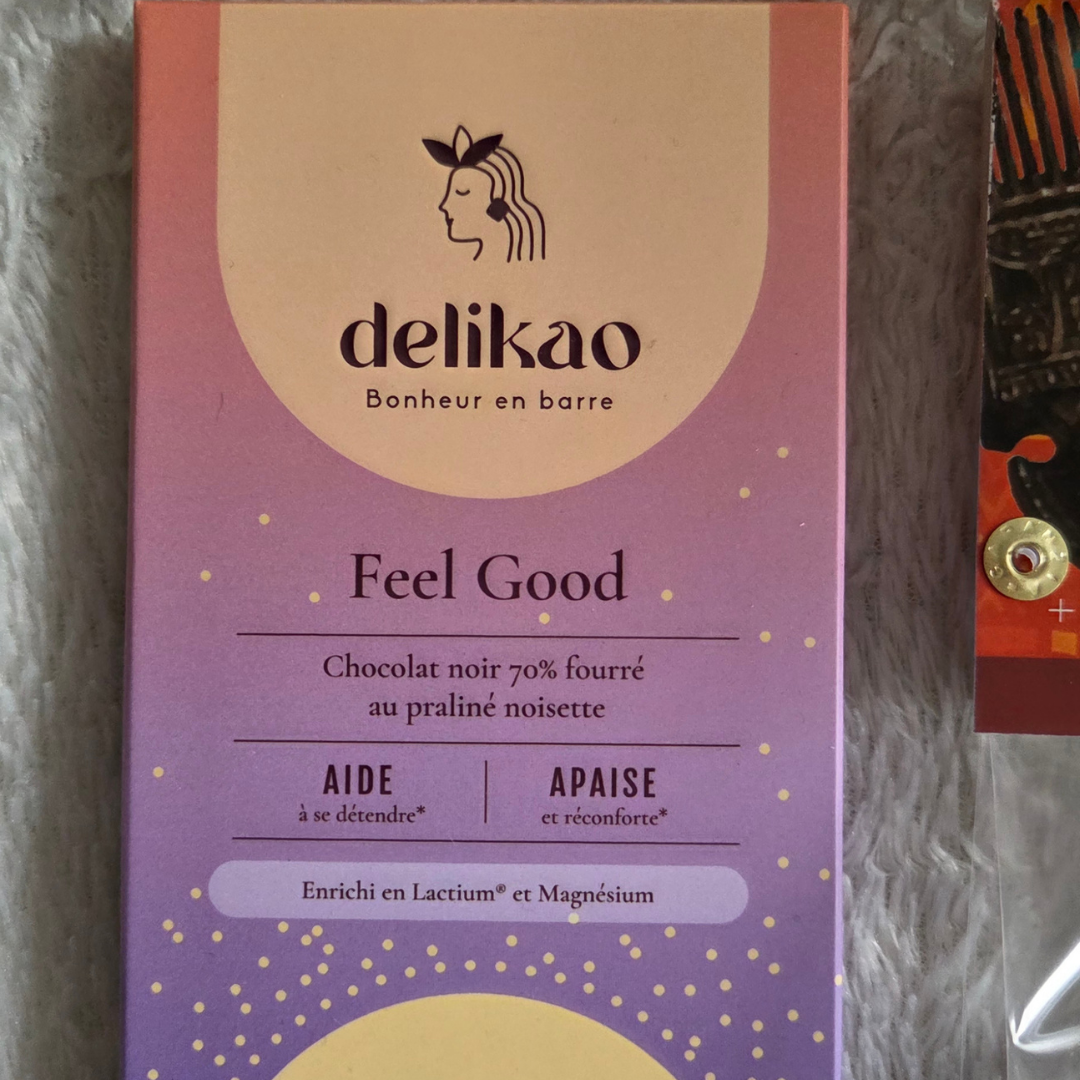 delikao
Bonheur en barre
Feel Good
Chocolat noir 70% fourré
au praliné noisette
AIDE
à se détendre*
APAISE
et réconforte*
Enrichi en Lactium® et Magnésium